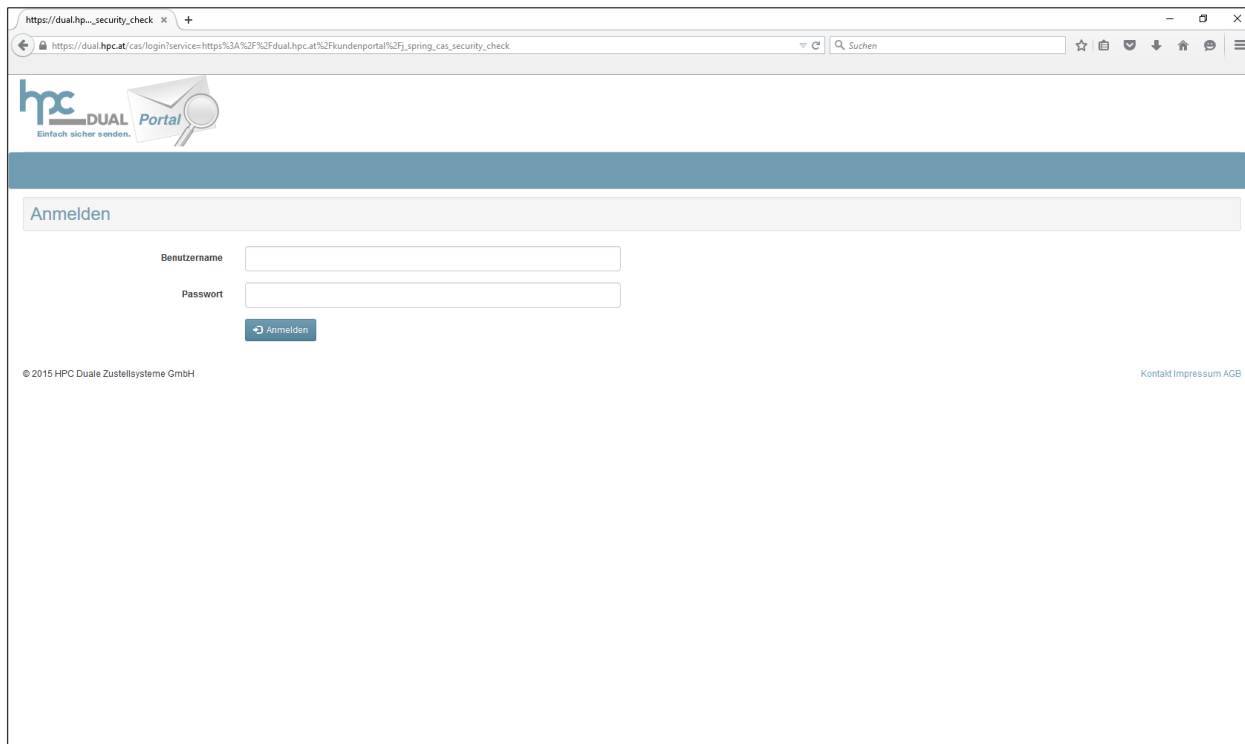 https://dual.hp..._security_check
https://dual.hpc.at/cas/login?service=https%3A%2F%2Fdual.hpc.at%2Fkundenportal%2Fj_spring_cas_security_check
Suchen
hpc DUAL Portal
Einfach sicher senden.
Anmelden
Benutzername
Passwort
Anmelden
© 2015 HPC Duale Zustellsysteme GmbH
Kontakt Impressum AGB